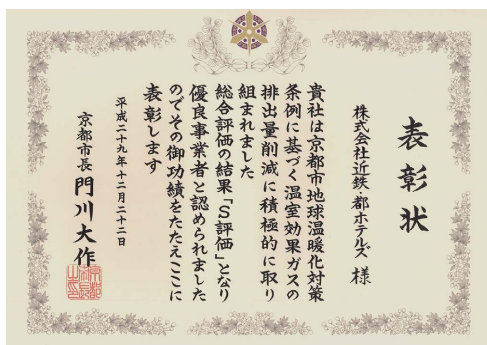 表彰状
株式会社近鉄・都ホテルズ 様
貴社は京都市地球温暖化対策
条例に基づく温室効果ガスの
排出量削減に積極的に取り
組まれました
総合評価の結果「S評価」となり
優良事業者と認められました
のでその御功績をたたえここに
表彰します
平成二十九年十二月二十二日
京都市長 門川大作